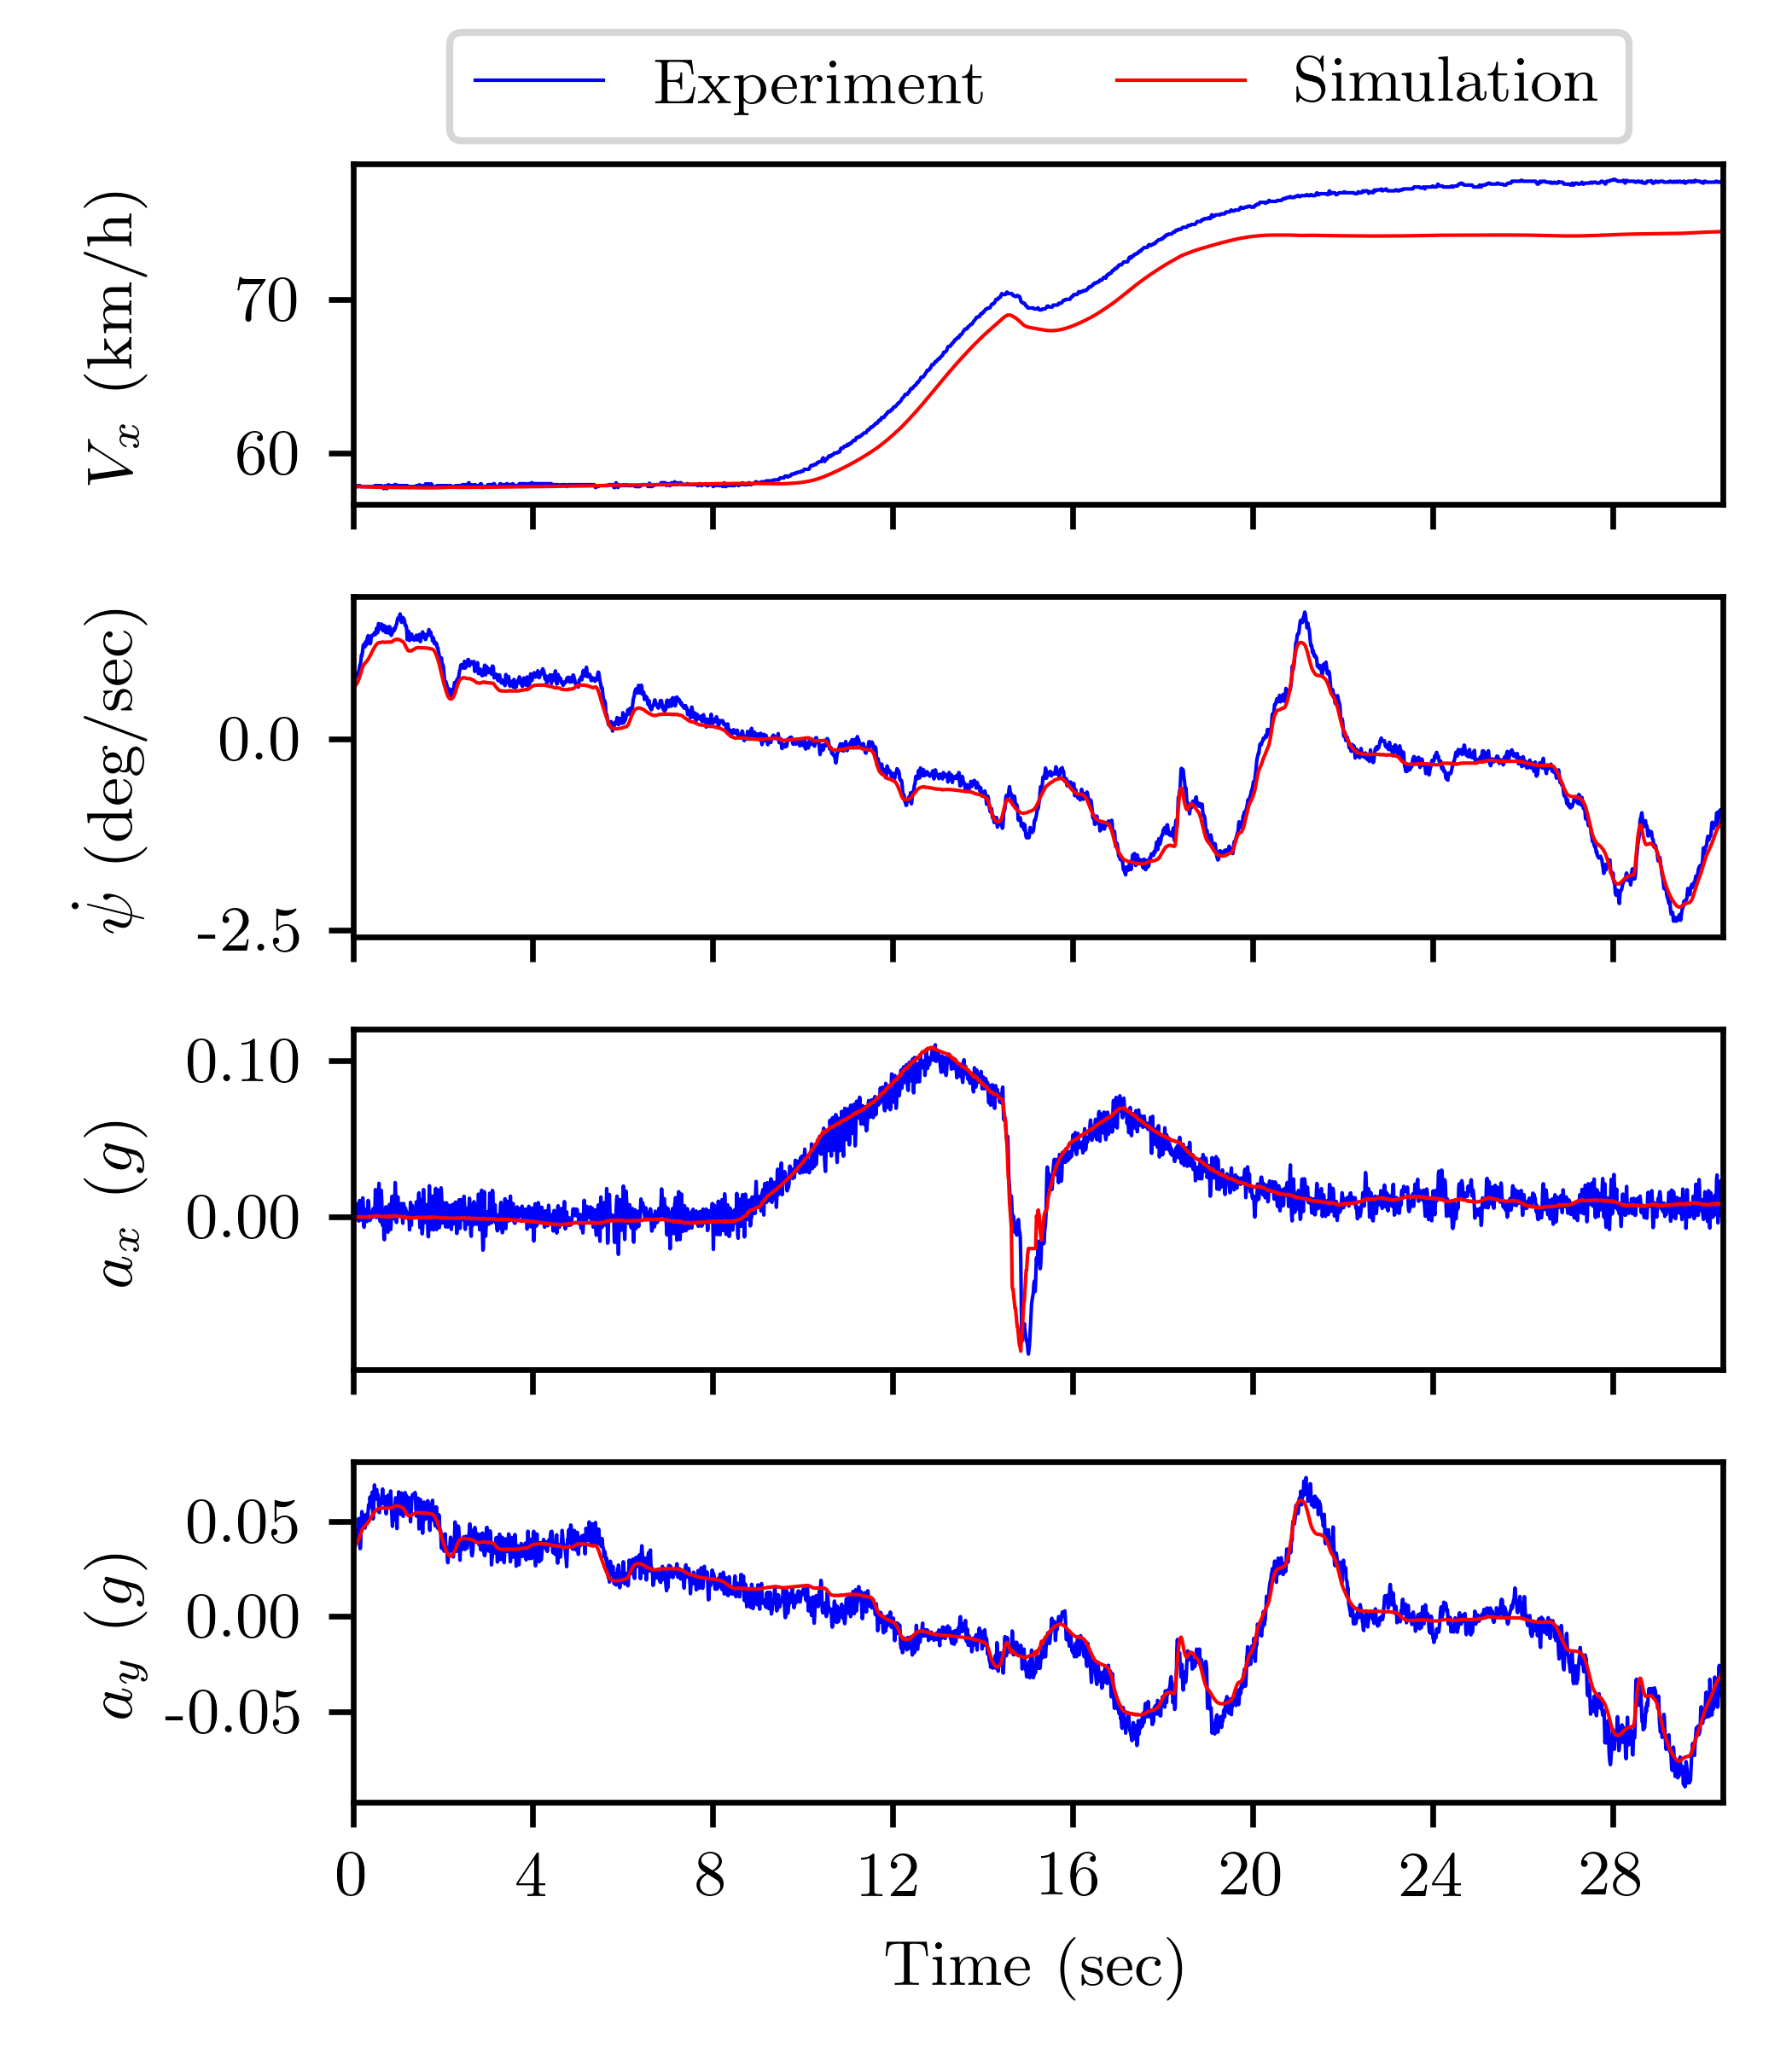 Experiment Simulation
V_x (km/h)
70
60
ψ̇ (deg/sec)
0.0
-2.5
a_x (g)
0.10
0.00
a_y (g)
0.05
0.00
-0.05
0 4 8 12 16 20 24 28
Time (sec)